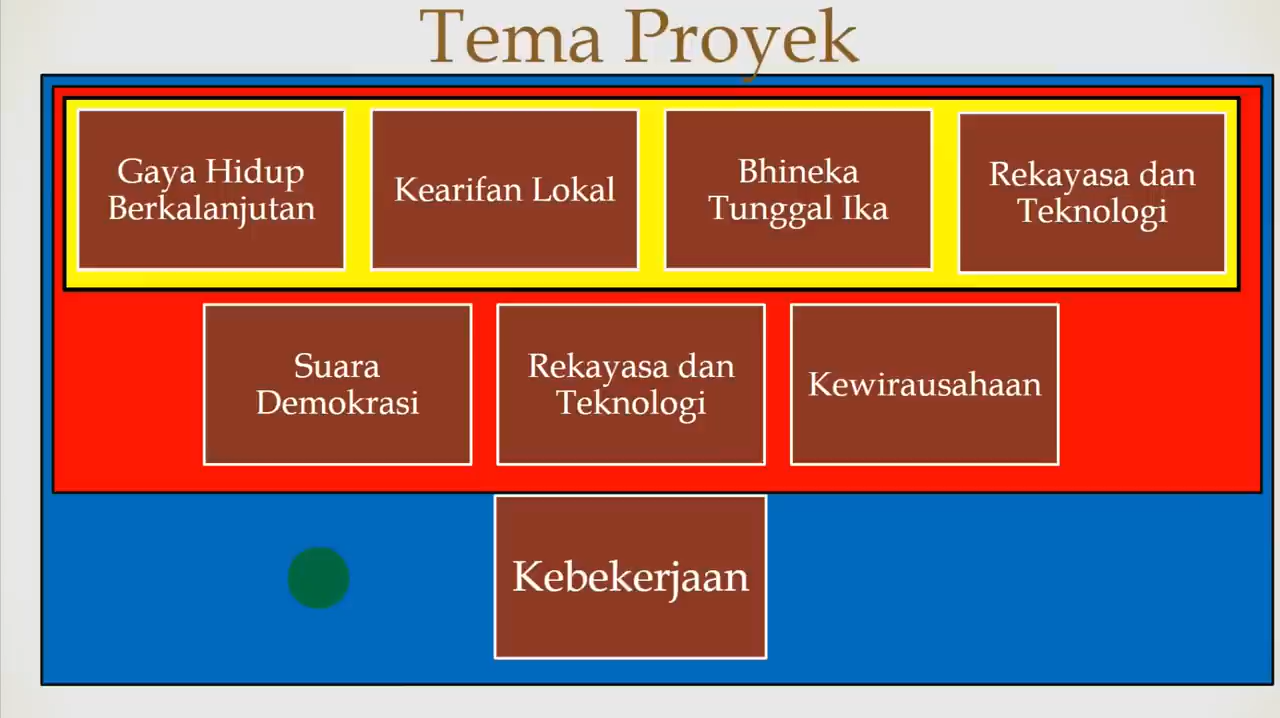 Tema Proyek
Gaya Hidup
Berkalanjutan
Kearifan Lokal
Bhineka
Tunggal Ika
Rekayasa dan
Teknologi
Suara
Demokrasi
Rekayasa dan
Teknologi
Kewirausahaan
Kebekerjaan